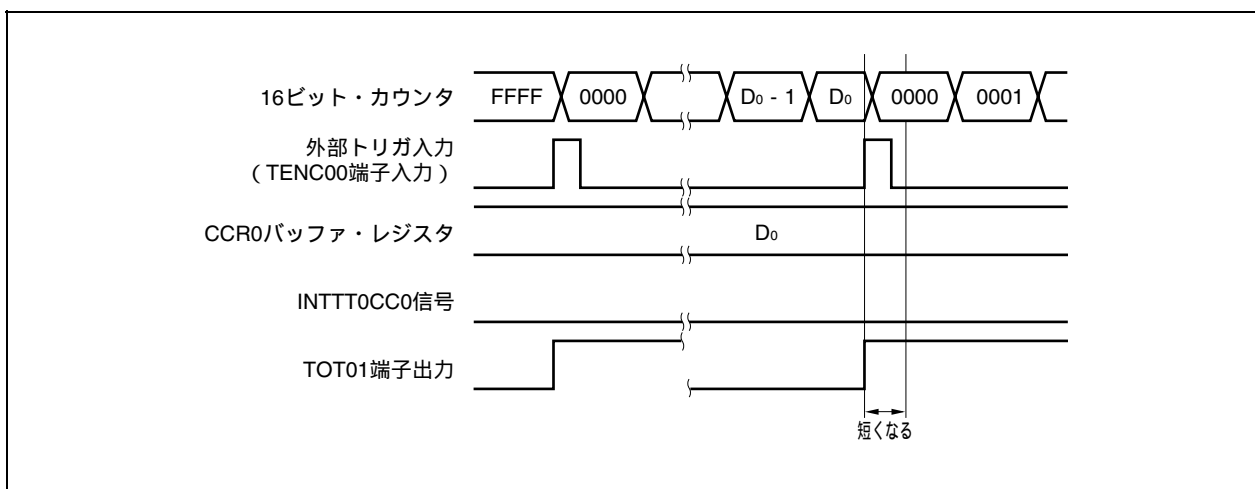 16ビット・カウンタ FFFF 0000 D0 - 1 D0 0000 0001
外部トリガ入力
(TENC00端子入力)
CCR0バッファ・レジスタ D0
INTTT0CC0信号
TOT01端子出力
短くなる